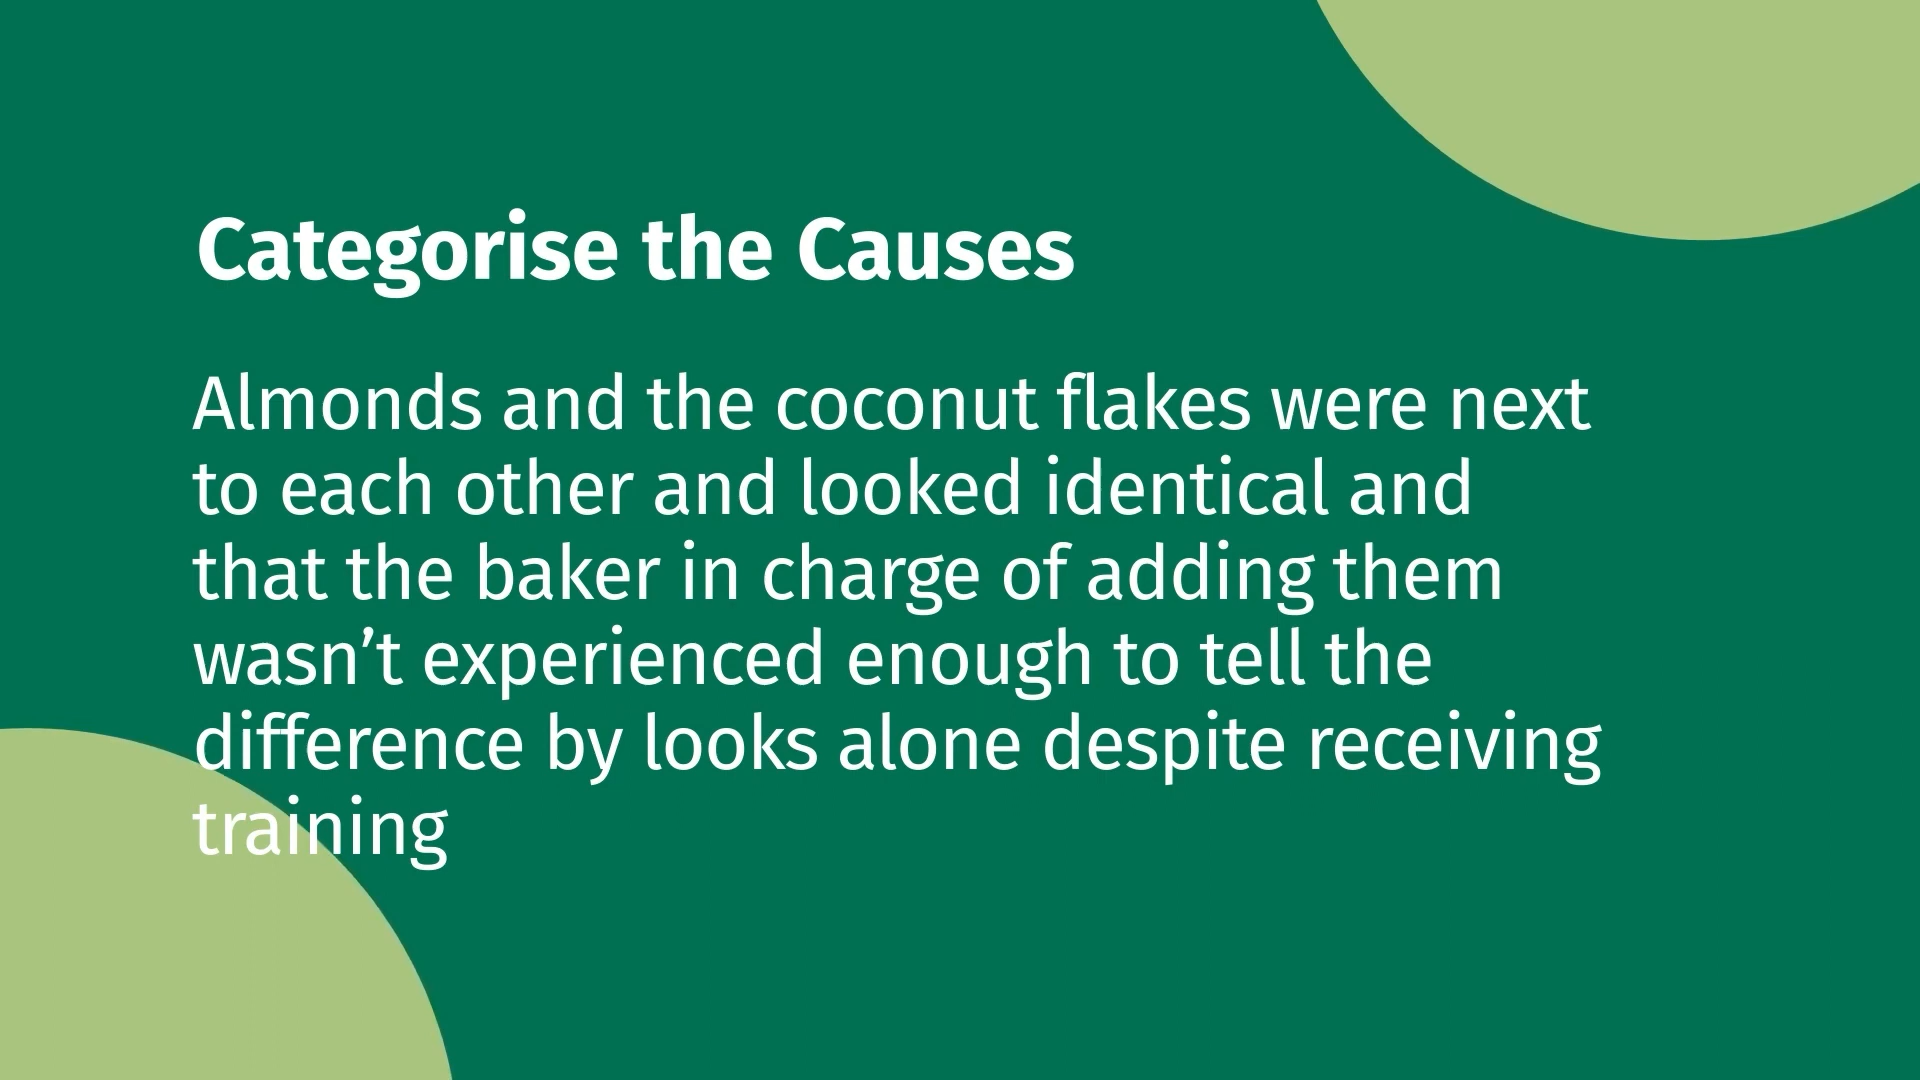 Categorise the Causes
Almonds and the coconut flakes were next
to each other and looked identical and
that the baker in charge of adding them
wasn’t experienced enough to tell the
difference by looks alone despite receiving
training